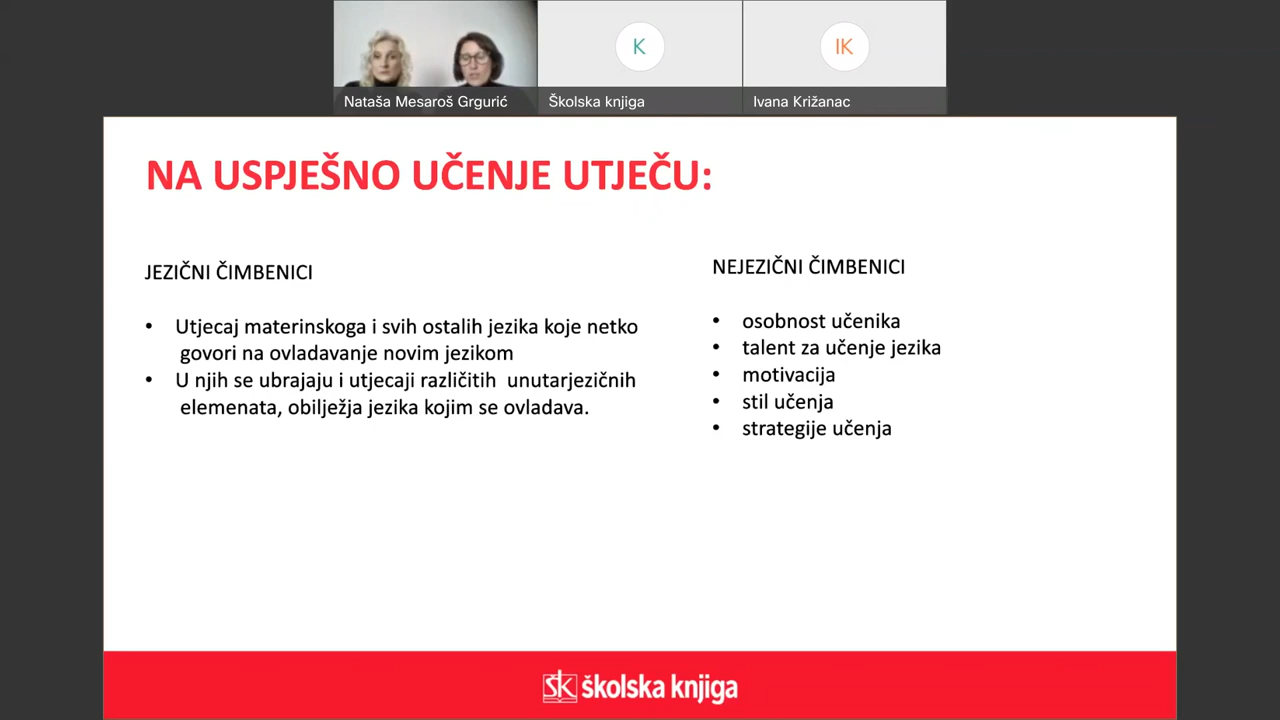 K
IK
Nataša Mesaroš Grgurić
Školska knjiga
Ivana Križanac
NA USPJEŠNO UČENJE UTJEČU:
JEZIČNI ČIMBENICI
• Utjecaj materinskoga i svih ostalih jezika koje netko
govori na ovladavanje novim jezikom
• U njih se ubrajaju i utjecaji različitih unutarjezičnih
elemenata, obilježja jezika kojim se ovladava.
NEJEZIČNI ČIMBENICI
• osobnost učenika
• talent za učenje jezika
• motivacija
• stil učenja
• strategije učenja
šk školska knjiga